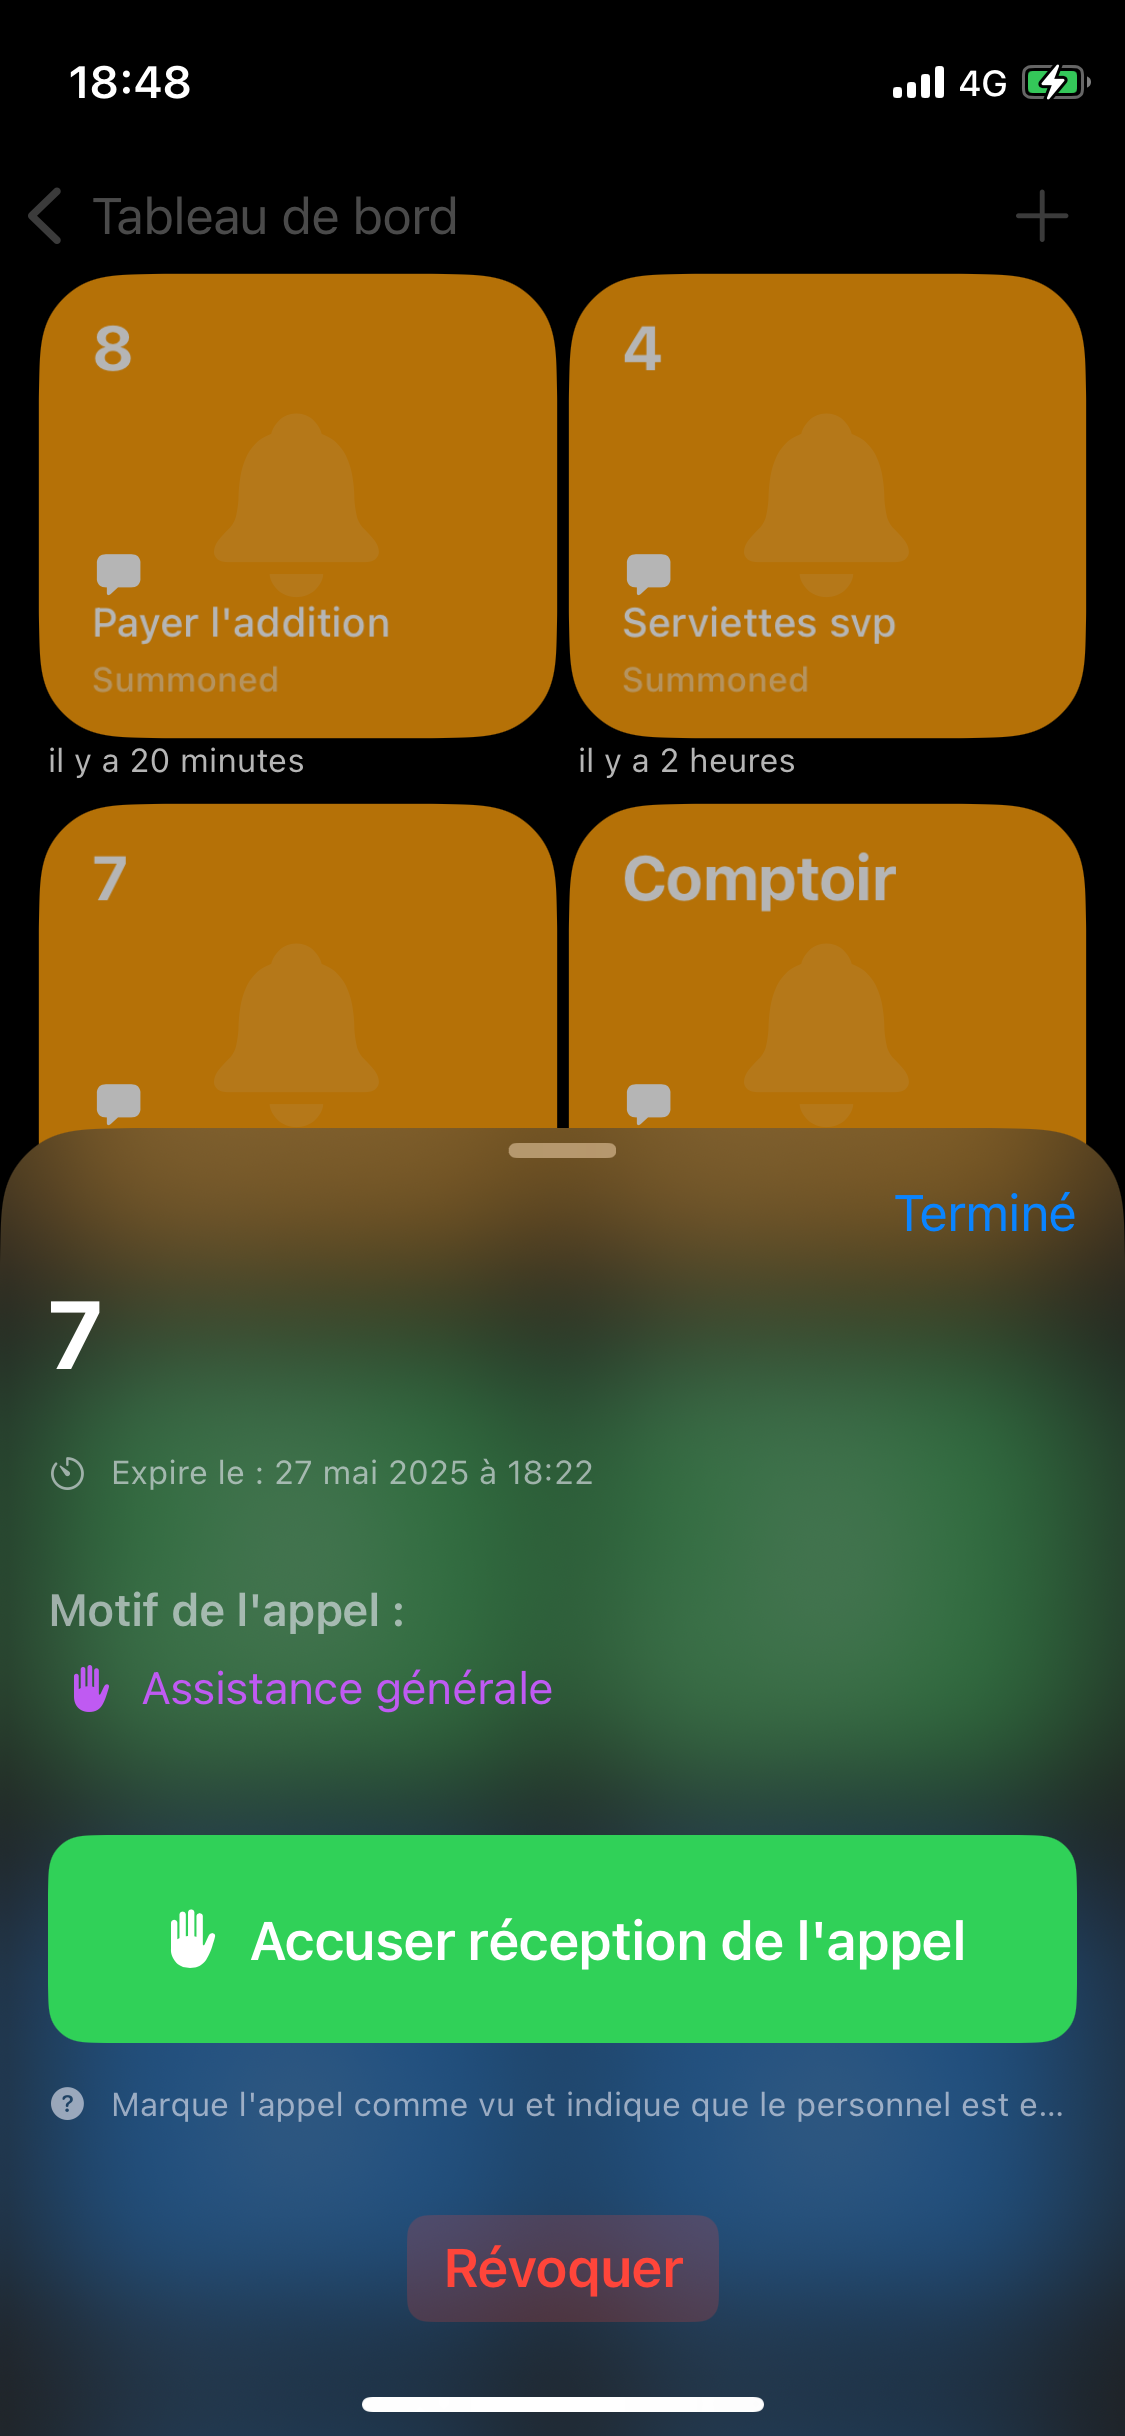 18:48
4G
Tableau de bord
8
4
Payer l'addition
Serviettes svp
Summoned
Summoned
il y a 20 minutes
il y a 2 heures
7
Comptoir
Terminé
7
Expire le : 27 mai 2025 à 18:22
Motif de l'appel :
Assistance générale
Accuser réception de l'appel
Marque l'appel comme vu et indique que le personnel est e...
Révoquer